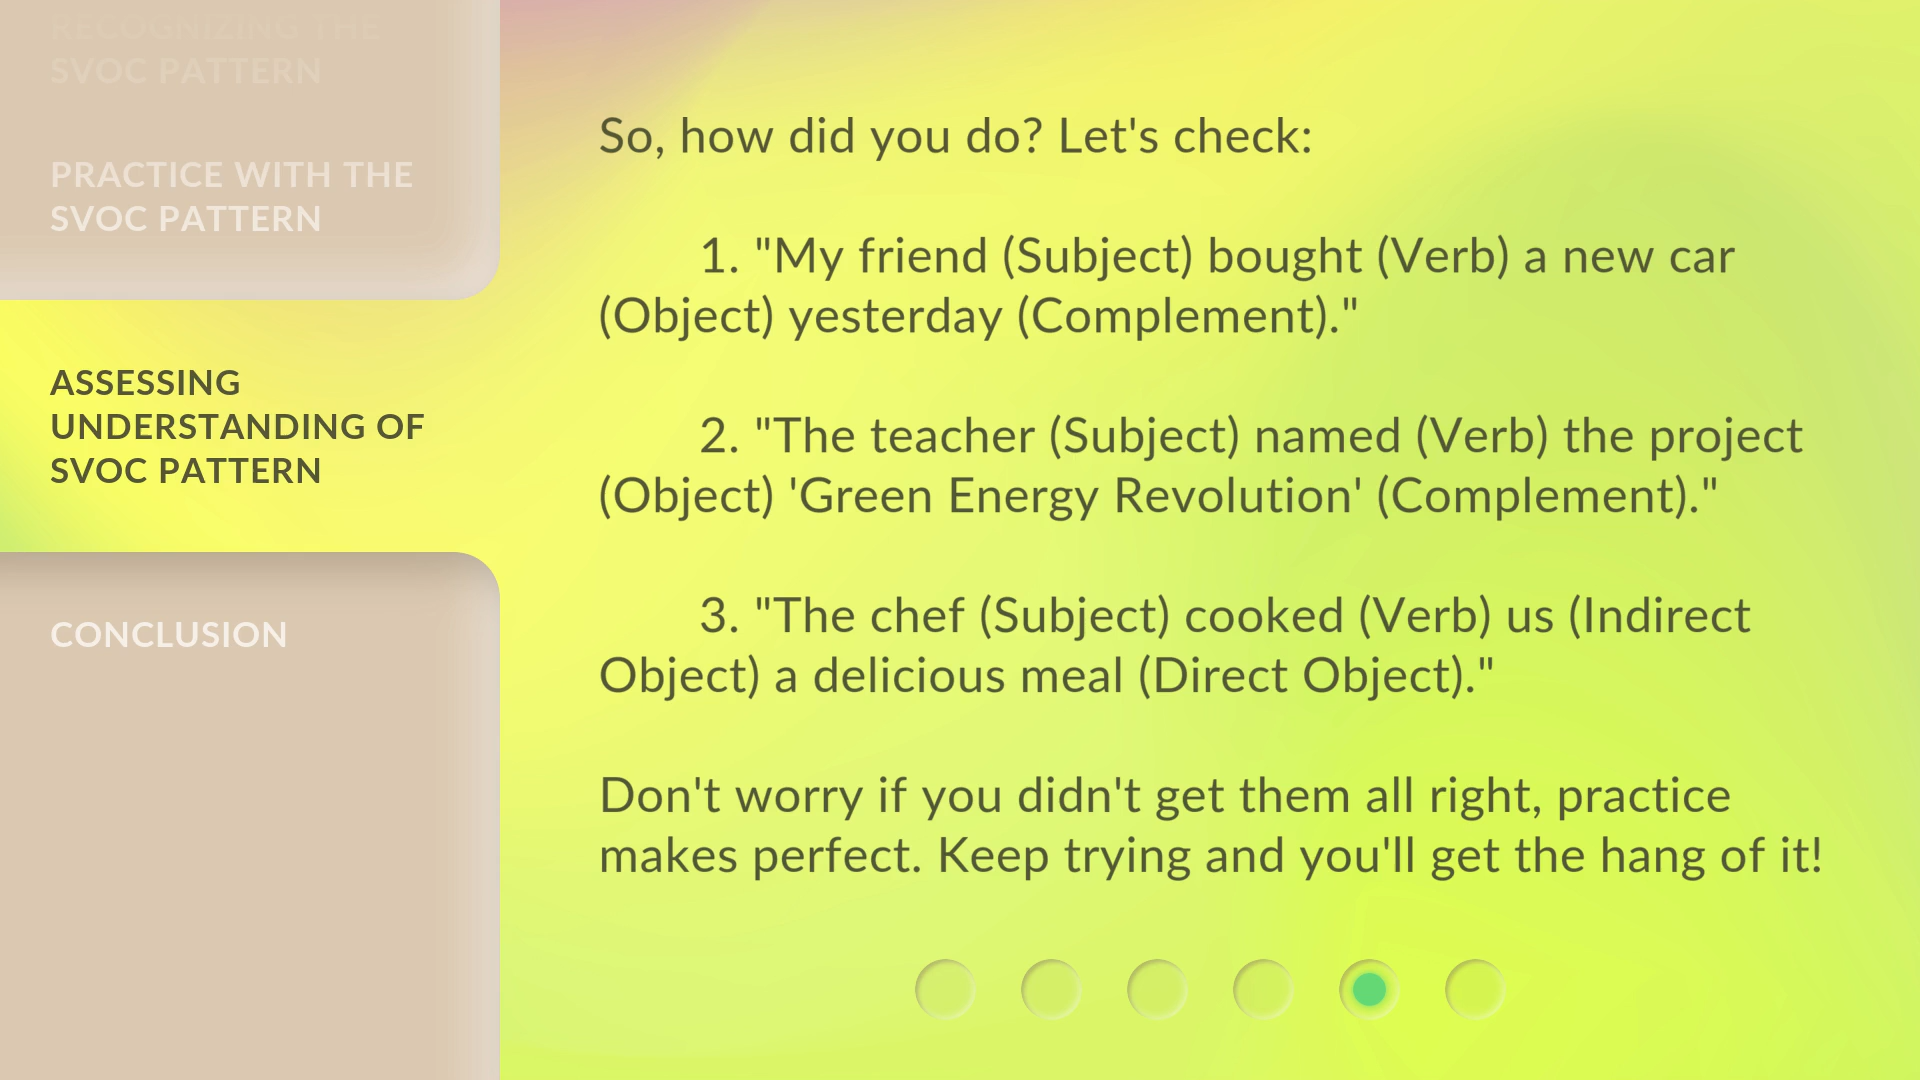 RECOGNIZING THE
SVOC PATTERN
PRACTICE WITH THE
SVOC PATTERN
ASSESSING
UNDERSTANDING OF
SVOC PATTERN
CONCLUSION
So, how did you do? Let's check:
1. "My friend (Subject) bought (Verb) a new car
(Object) yesterday (Complement)."
2. "The teacher (Subject) named (Verb) the project
(Object) 'Green Energy Revolution' (Complement)."
3. "The chef (Subject) cooked (Verb) us (Indirect
Object) a delicious meal (Direct Object)."
Don't worry if you didn't get them all right, practice
makes perfect. Keep trying and you'll get the hang of it!